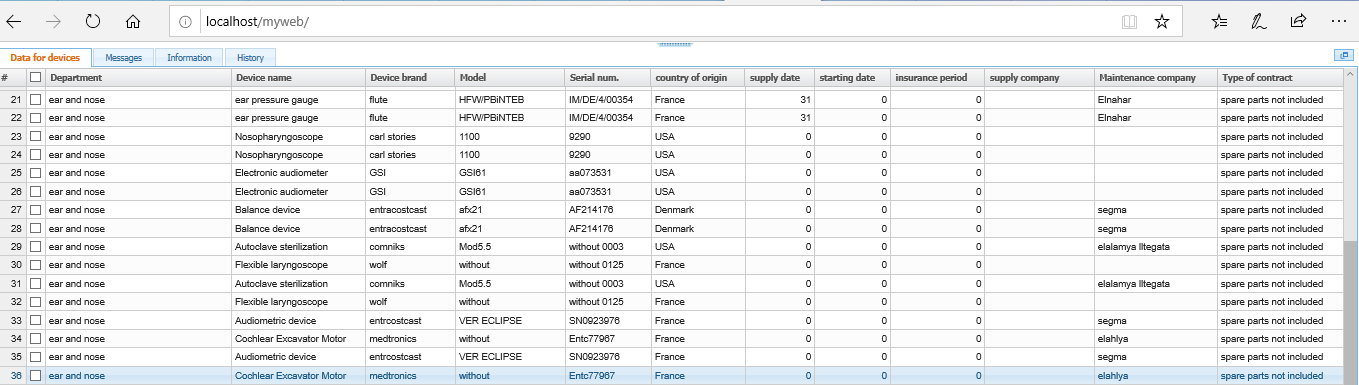 localhost/myweb/
Data for devices Messages Information History
# Department Device name Device brand Model Serial num. country of origin supply date starting date insurance period supply company Maintenance company Type of contract
21 ear and nose ear pressure gauge flute HFW/PBiNTEB IM/DE/4/00354 France 31 0 0 Elnahar spare parts not included
22 ear and nose ear pressure gauge flute HFW/PBiNTEB IM/DE/4/00354 France 31 0 0 Elnahar spare parts not included
23 ear and nose Nosopharyngoscope carl stories 1100 9290 USA 0 0 0 spare parts not included
24 ear and nose Nosopharyngoscope carl stories 1100 9290 USA 0 0 0 spare parts not included
25 ear and nose Electronic audiometer GSI GSI61 aa073531 USA 0 0 0 spare parts not included
26 ear and nose Electronic audiometer GSI GSI61 aa073531 USA 0 0 0 spare parts not included
27 ear and nose Balance device entracostcast afx21 AF214176 Denmark 0 0 0 segma spare parts not included
28 ear and nose Balance device entracostcast afx21 AF214176 Denmark 0 0 0 segma spare parts not included
29 ear and nose Autoclave sterilization comniks Mod5.5 without 0003 USA 0 0 0 elalamya lltegata spare parts not included
30 ear and nose Flexible laryngoscope wolf without without 0125 France 0 0 0 spare parts not included
31 ear and nose Autoclave sterilization comniks Mod5.5 without 0003 USA 0 0 0 elalamya lltegata spare parts not included
32 ear and nose Flexible laryngoscope wolf without without 0125 France 0 0 0 spare parts not included
33 ear and nose Audiometric device entrcostcast VER ECLIPSE SN0923976 France 0 0 0 segma spare parts not included
34 ear and nose Cochlear Excavator Motor medtronics without Entc77967 France 0 0 0 elahlya spare parts not included
35 ear and nose Audiometric device entrcostcast VER ECLIPSE SN0923976 France 0 0 0 segma spare parts not included
36 ear and nose Cochlear Excavator Motor medtronics without Entc77967 France 0 0 0 elahlya spare parts not included